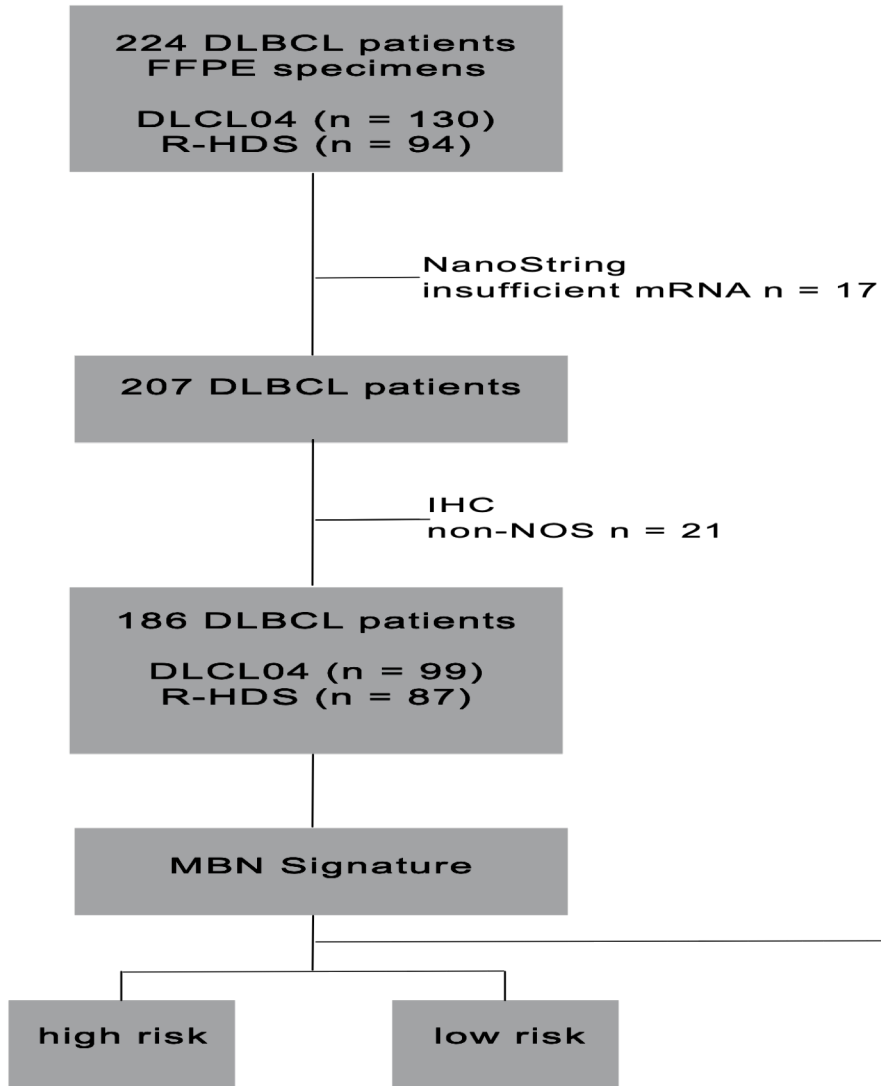 224 DLBCL patients
FFPE specimens
DLCL04 (n = 130)
R-HDS (n = 94)
NanoString
insufficient mRNA n = 17
207 DLBCL patients
IHC
non-NOS n = 21
186 DLBCL patients
DLCL04 (n = 99)
R-HDS (n = 87)
MBN Signature
high risk
low risk